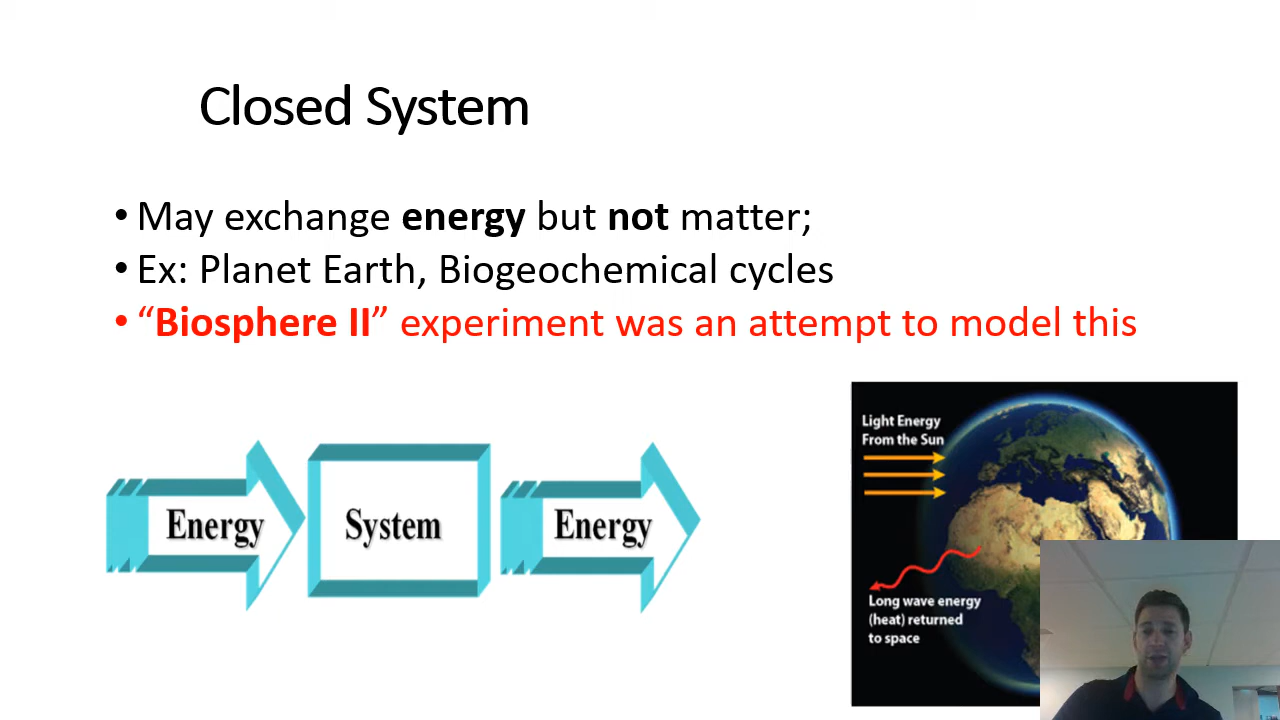 Closed System
• May exchange energy but not matter;
• Ex: Planet Earth, Biogeochemical cycles
• “Biosphere II” experiment was an attempt to model this
Energy
System
Energy
Light Energy
From the Sun
Long wave energy
(heat) returned
to space